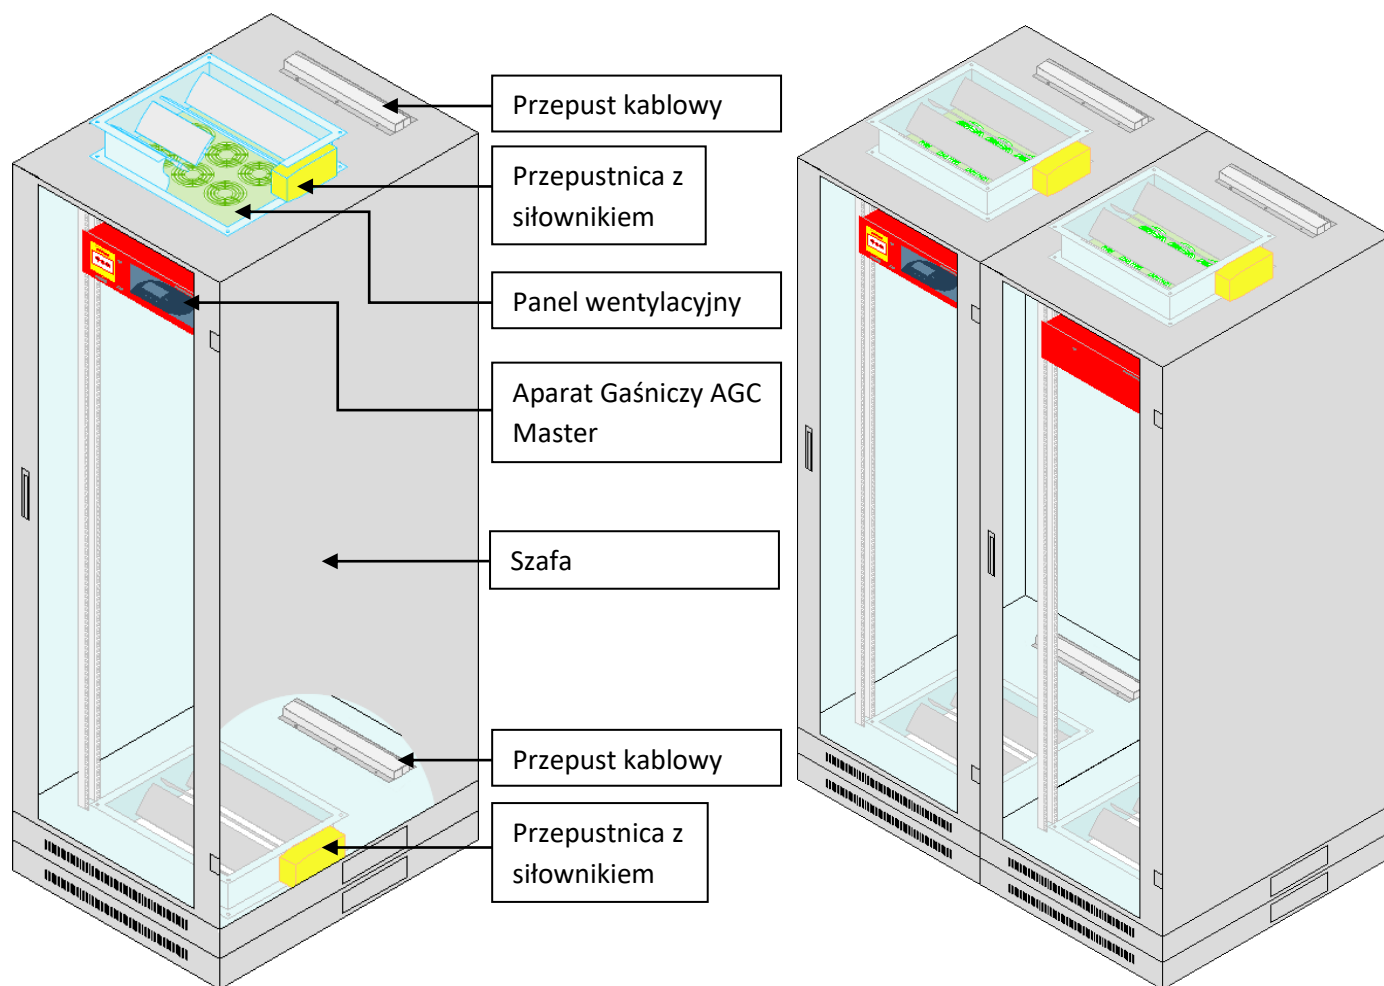 Przepust kablowy
Przepustnica z
siłownikiem
Panel wentylacyjny
Aparat Gaśniczy AGC
Master
Szafa
Przepust kablowy
Przepustnica z
siłownikiem